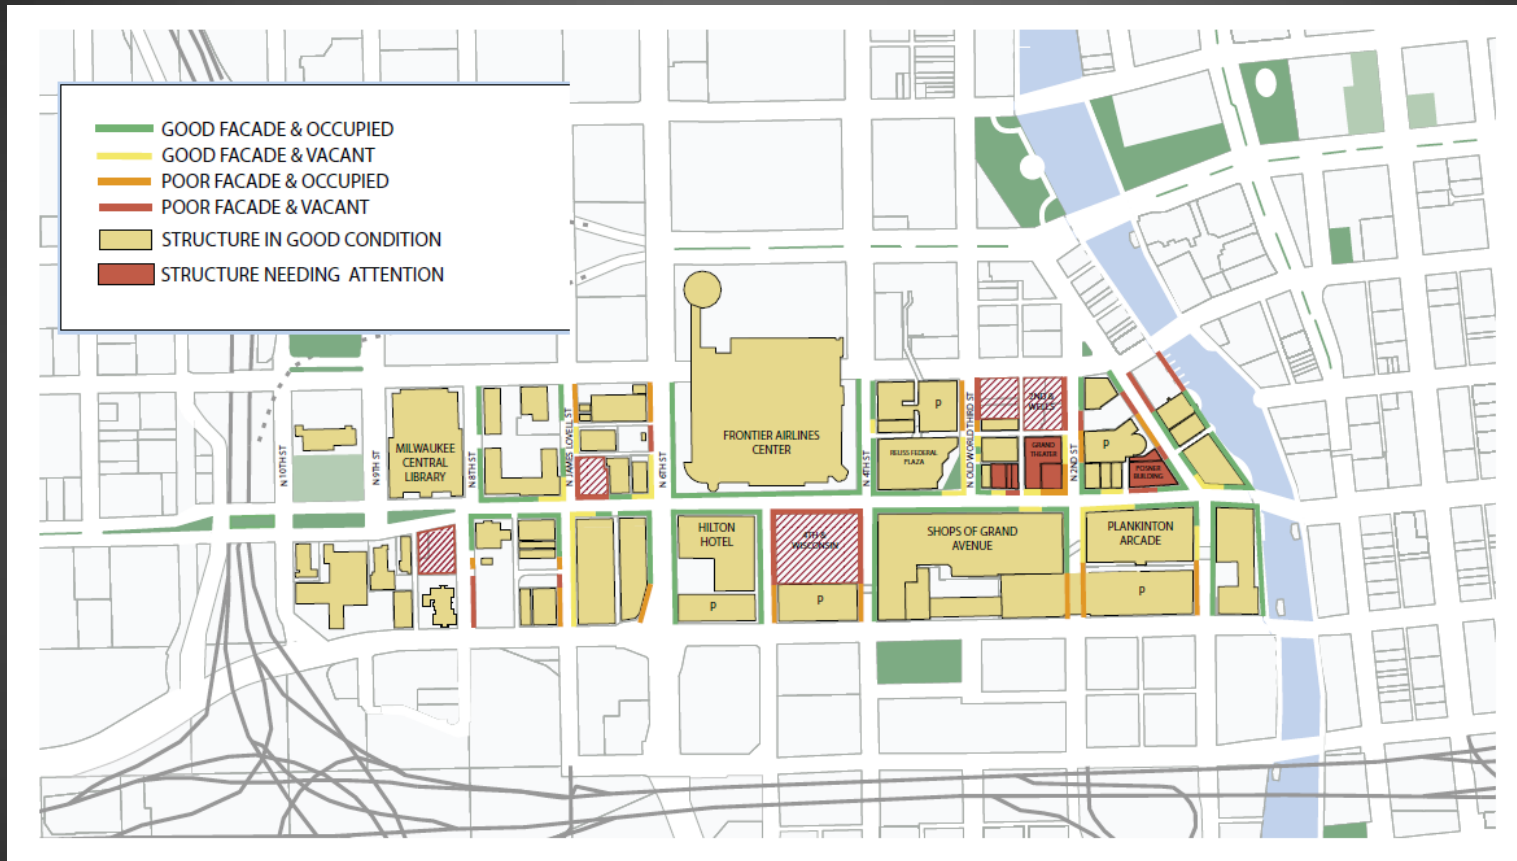 GOOD FACADE & OCCUPIED
GOOD FACADE & VACANT
POOR FACADE & OCCUPIED
POOR FACADE & VACANT
STRUCTURE IN GOOD CONDITION
STRUCTURE NEEDING ATTENTION
N 10TH ST
N 9TH ST
MILWAUKEE
CENTRAL
LIBRARY
N 8TH ST
N JAMES LOVELL ST
N 6TH ST
FRONTIER AIRLINES
CENTER
N 4TH ST
P
REUSS FEDERAL
PLAZA
N OLD WORLD THIRD ST
2ND &
WELLS
GRAND
THEATER
N 2ND ST
P
POSNER
BUILDING
HILTON
HOTEL
P
4TH &
WISCONSIN
P
SHOPS OF GRAND
AVENUE
PLANKINTON
ARCADE
P